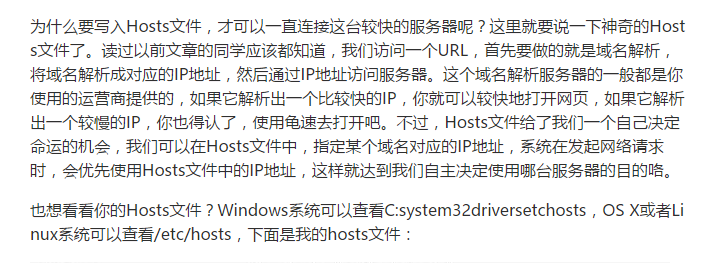 为什么要写入Hosts文件，才可以一直连接这台较快的服务器呢？这里就要说一下神奇的Host
s文件了。读过以前文章的同学应该都知道，我们访问一个URL，首先要做的就是域名解析，
将域名解析成对应的IP地址，然后通过IP地址访问服务器。这个域名解析服务器的一般都是你
使用的运营商提供的，如果它解析出一个比较快的IP，你就可以较快地打开网页，如果它解析
出一个较慢的IP，你也得认了，使用龟速去打开吧。不过，Hosts文件给了我们一个自己决定
命运的机会，我们可以在Hosts文件中，指定某个域名对应的IP地址，系统在发起网络请求
时，会优先使用Hosts文件中的IP地址，这样就达到我们自主决定使用哪台服务器的目的咯。
也想看看你的Hosts文件？Windows系统可以查看C:system32driversetchosts，OS X或者Li
nux系统可以查看/etc/hosts，下面是我的hosts文件：